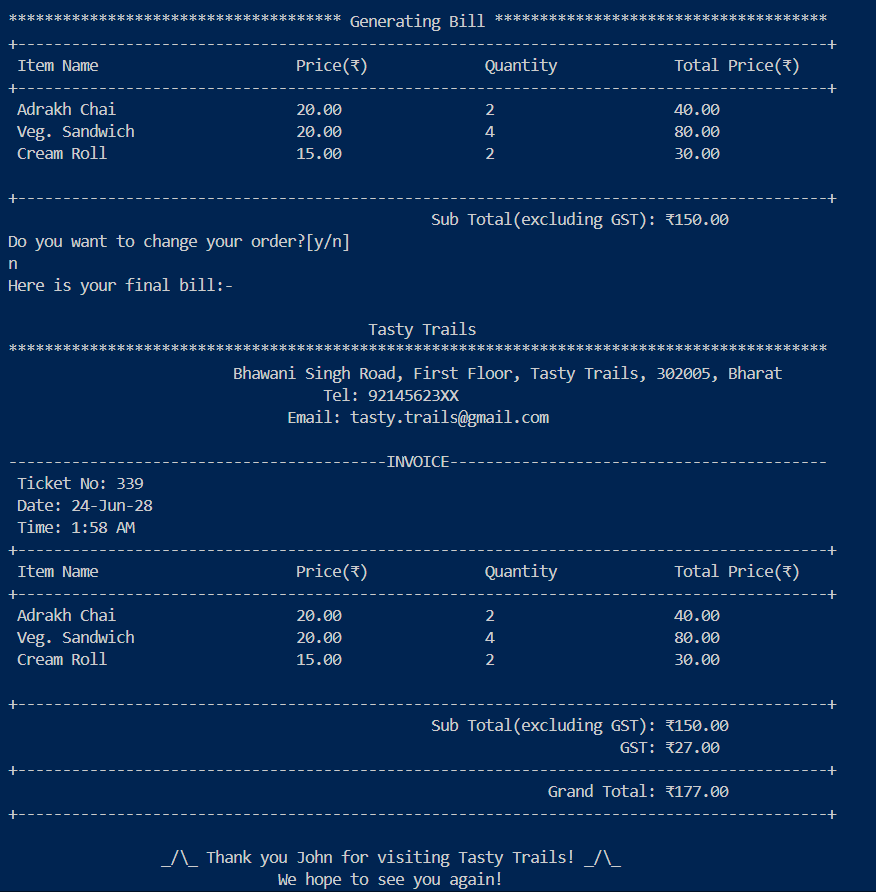 ************************************* Generating Bill *************************************
+------------------------------------------------------------------------------------------+
Item Name Price(₹) Quantity Total Price(₹)
+------------------------------------------------------------------------------------------+
Adrakh Chai 20.00 2 40.00
Veg. Sandwich 20.00 4 80.00
Cream Roll 15.00 2 30.00
+------------------------------------------------------------------------------------------+
Sub Total(excluding GST): ₹150.00
Do you want to change your order?[y/n]
n
Here is your final bill:-
Tasty Trails
*******************************************************************************************
Bhawani Singh Road, First Floor, Tasty Trails, 302005, Bharat
Tel: 92145623XX
Email: tasty.trails@gmail.com
------------------------------------------INVOICE------------------------------------------
Ticket No: 339
Date: 24-Jun-28
Time: 1:58 AM
+------------------------------------------------------------------------------------------+
Item Name Price(₹) Quantity Total Price(₹)
+------------------------------------------------------------------------------------------+
Adrakh Chai 20.00 2 40.00
Veg. Sandwich 20.00 4 80.00
Cream Roll 15.00 2 30.00
+------------------------------------------------------------------------------------------+
Sub Total(excluding GST): ₹150.00
GST: ₹27.00
+------------------------------------------------------------------------------------------+
Grand Total: ₹177.00
+------------------------------------------------------------------------------------------+
_/\_ Thank you John for visiting Tasty Trails! _/\_
We hope to see you again!